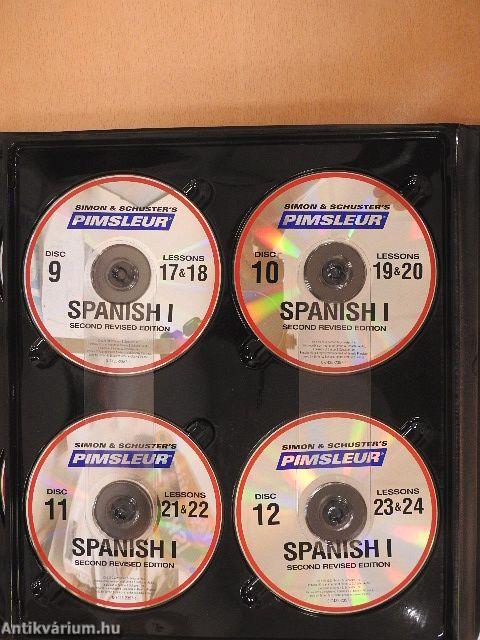 SIMON & SCHUSTER'S
PIMSLEUR®
DISC
9
LESSONS
17&18
SPANISH I
SECOND REVISED EDITION
SIMON & SCHUSTER'S
PIMSLEUR®
DISC
10
LESSONS
19&20
SPANISH I
SECOND REVISED EDITION
SIMON & SCHUSTER'S
PIMSLEUR®
DISC
11
LESSONS
21&22
SPANISH I
SECOND REVISED EDITION
SIMON & SCHUSTER'S
PIMSLEUR®
DISC
12
LESSONS
23&24
SPANISH I
SECOND REVISED EDITION
Antikvárium.hu